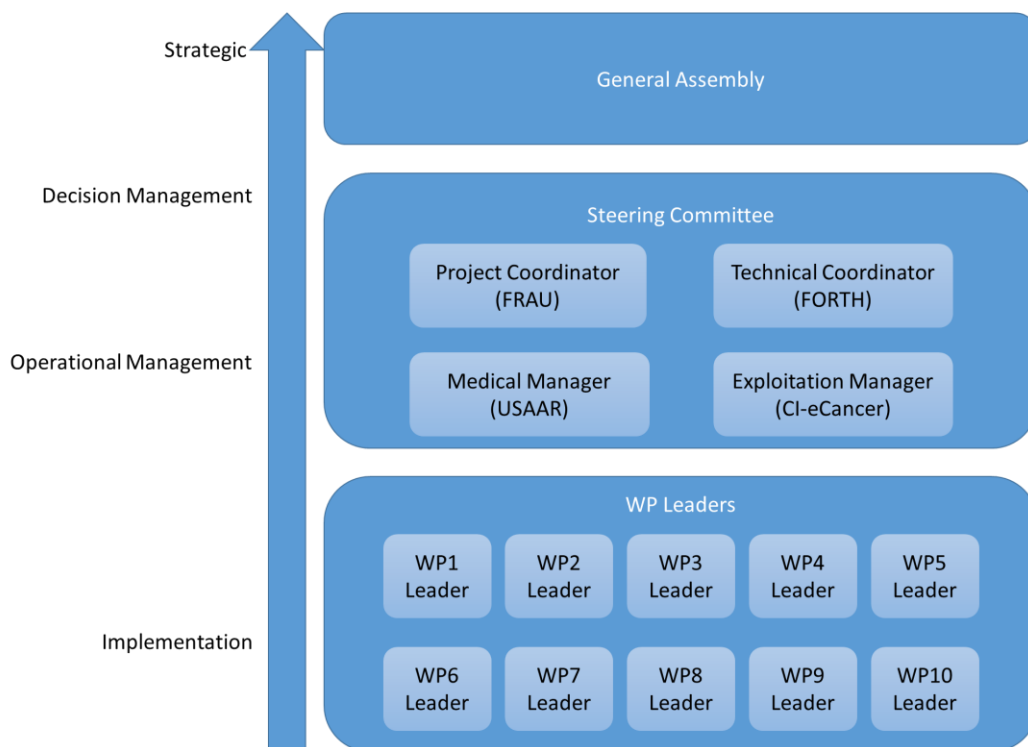 Strategic
General Assembly
Decision Management
Steering Committee
Project Coordinator
(FRAU)
Technical Coordinator
(FORTH)
Operational Management
Medical Manager
(USAAR)
Exploitation Manager
(CI-eCancer)
WP Leaders
WP1
Leader
WP2
Leader
WP3
Leader
WP4
Leader
WP5
Leader
Implementation
WP6
Leader
WP7
Leader
WP8
Leader
WP9
Leader
WP10
Leader